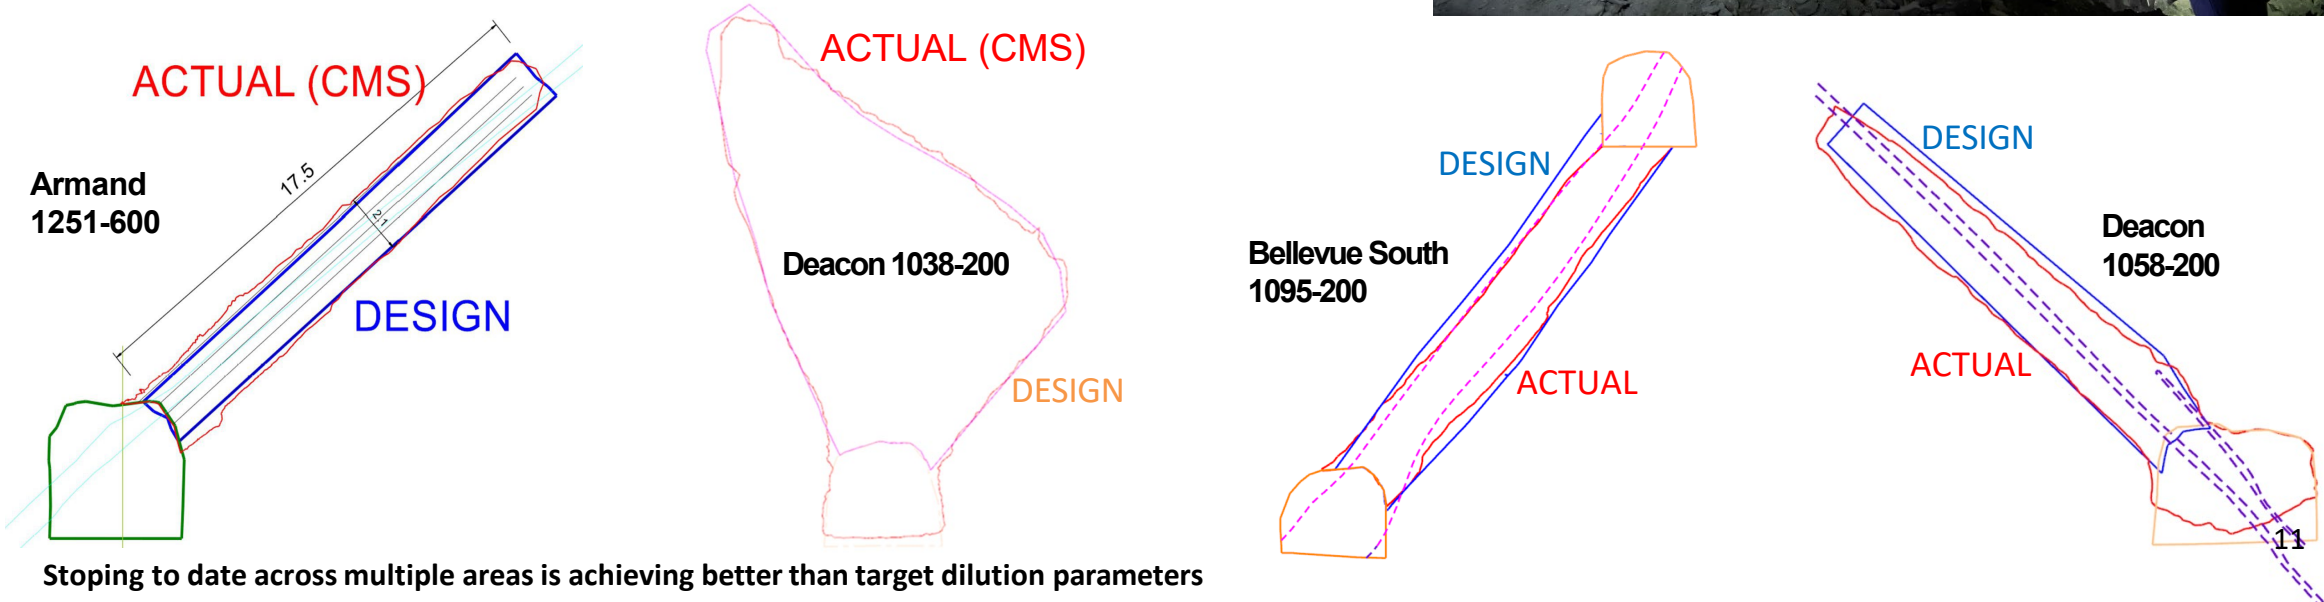 ACTUAL (CMS)
17.5
2.1
Armand
1251-600
DESIGN
ACTUAL (CMS)
Deacon 1038-200
DESIGN
DESIGN
Bellevue South
1095-200
ACTUAL
DESIGN
Deacon
1058-200
ACTUAL
11
Stoping to date across multiple areas is achieving better than target dilution parameters